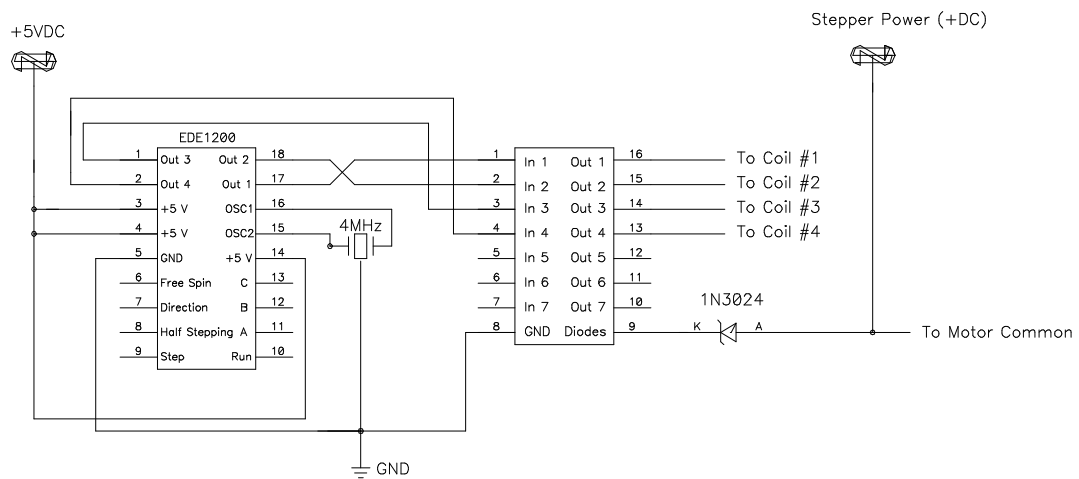 Stepper Power (+DC)
+5VDC
EDE1200
1 Out 3 Out 2 18
2 Out 4 Out 1 17
3 +5 V OSC1 16
4 +5 V OSC2 15
5 GND +5 V 14
6 Free Spin C 13
7 Direction B 12
8 Half Stepping A 11
9 Step Run 10
4MHz
1 In 1 Out 1 16 To Coil #1
2 In 2 Out 2 15 To Coil #2
3 In 3 Out 3 14 To Coil #3
4 In 4 Out 4 13 To Coil #4
5 In 5 Out 5 12
6 In 6 Out 6 11
7 In 7 Out 7 10
8 GND Diodes 9
1N3024
K A
To Motor Common
GND